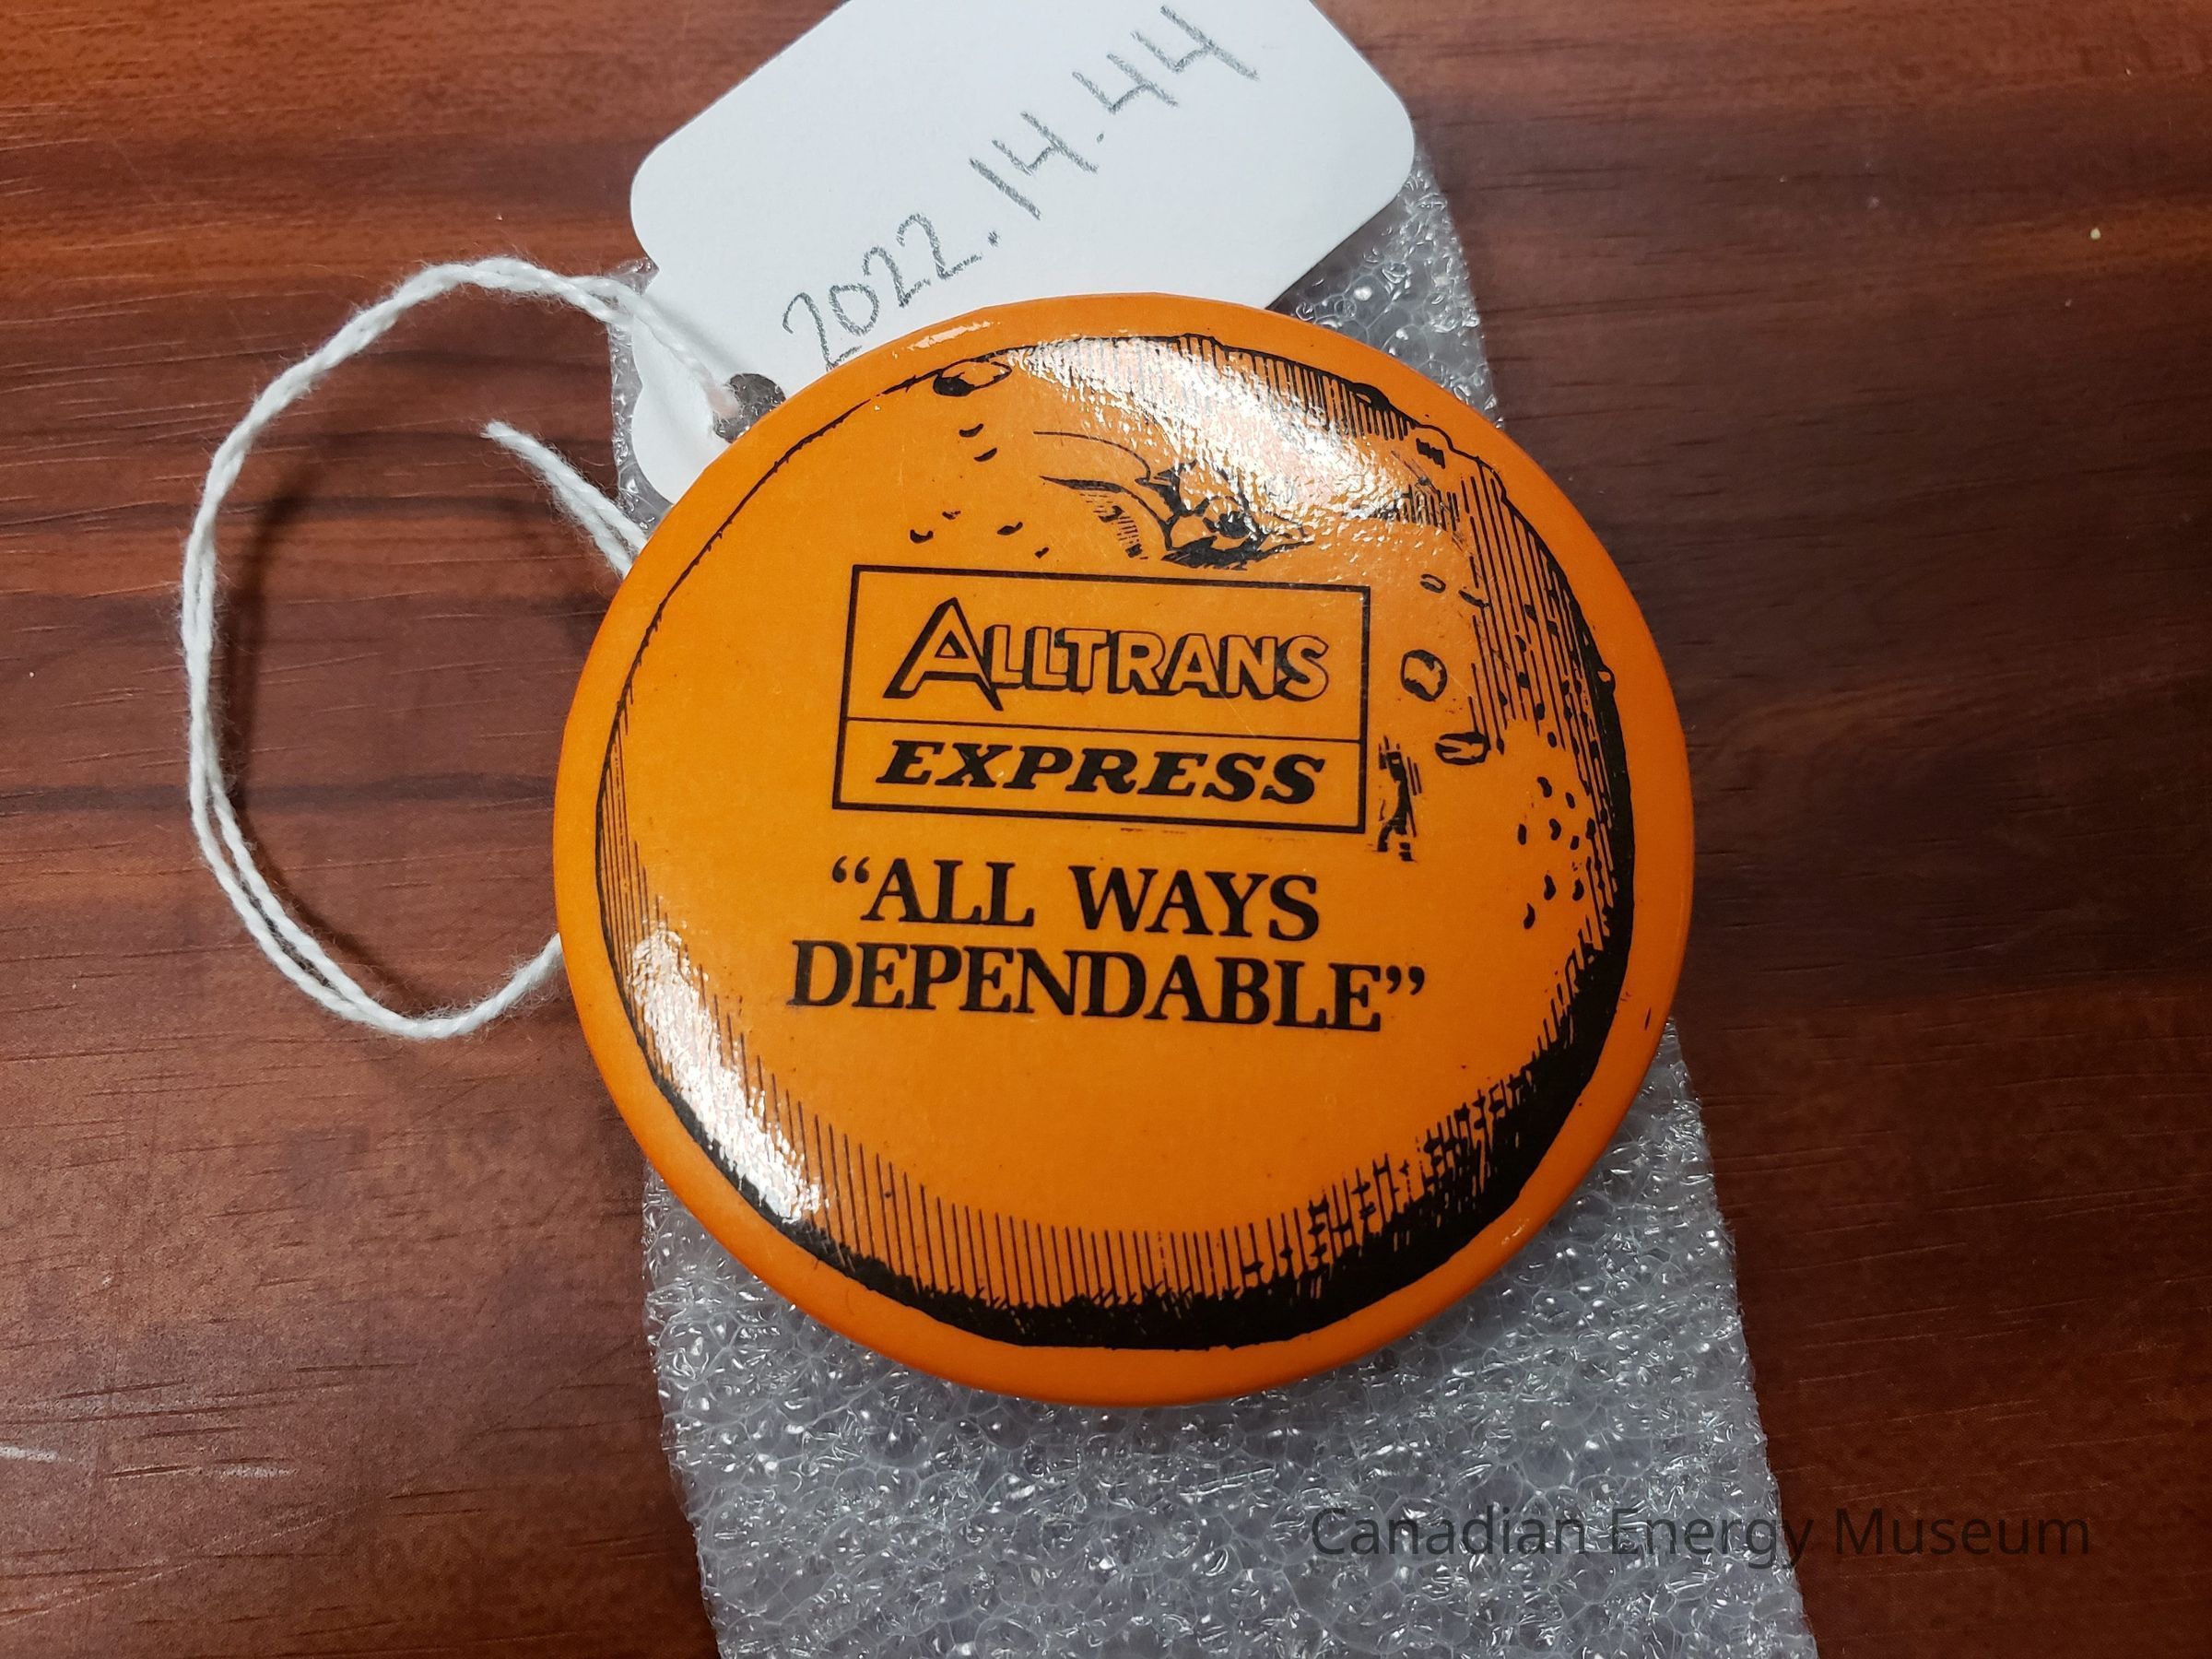 2022.14.44
ALLTRANS
EXPRESS
“ALL WAYS
DEPENDABLE”
Canadian Energy Museum